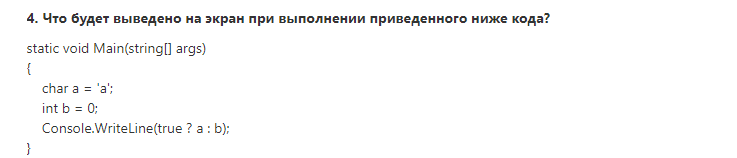 4. Что будет выведено на экран при выполнении приведенного ниже кода?
static void Main(string[] args)
{
char a = 'a';
int b = 0;
Console.WriteLine(true ? a : b);
}